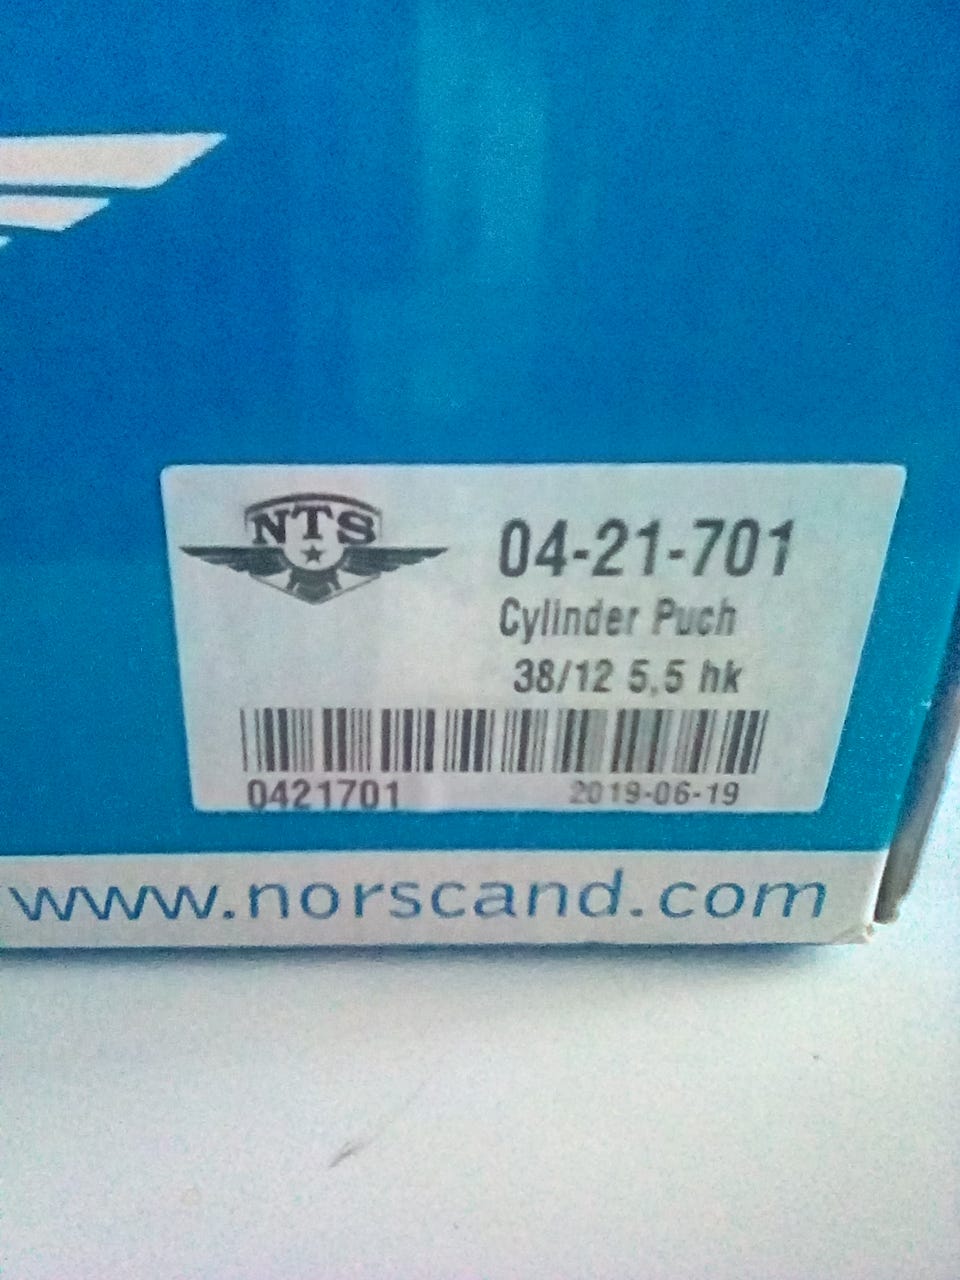 NTS
04-21-701
Cylinder Puch
38/12 5,5 hk
0421701 2019-06-19
www.norscand.com